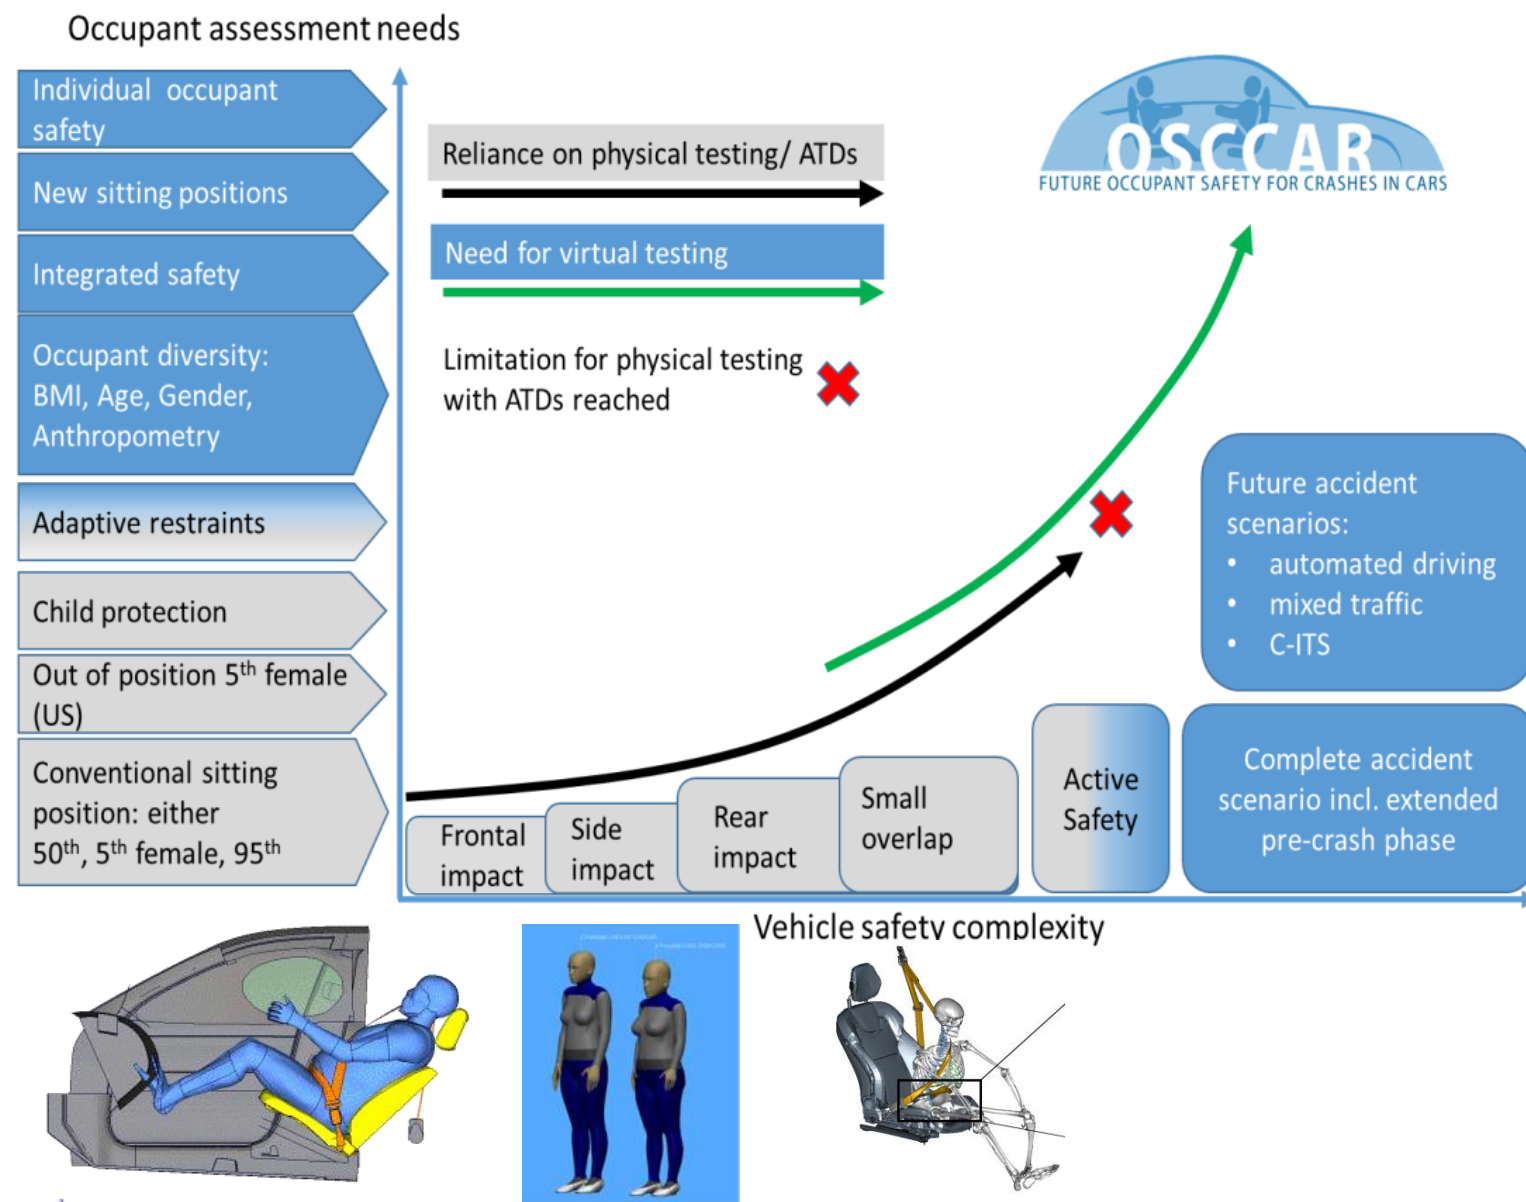 Occupant assessment needs
Individual occupant
safety
New sitting positions
Integrated safety
Occupant diversity:
BMI, Age, Gender,
Anthropometry
Adaptive restraints
Child protection
Out of position 5th female
(US)
Conventional sitting
position: either
50th, 5th female, 95th
Reliance on physical testing/ ATDs
Need for virtual testing
Limitation for physical testing
with ATDs reached
OSCCAR
FUTURE OCCUPANT SAFETY FOR CRASHES IN CARS
Future accident
scenarios:
• automated driving
• mixed traffic
• C-ITS
Frontal
impact
Side
impact
Rear
impact
Small
overlap
Active
Safety
Complete accident
scenario incl. extended
pre-crash phase
Vehicle safety complexity